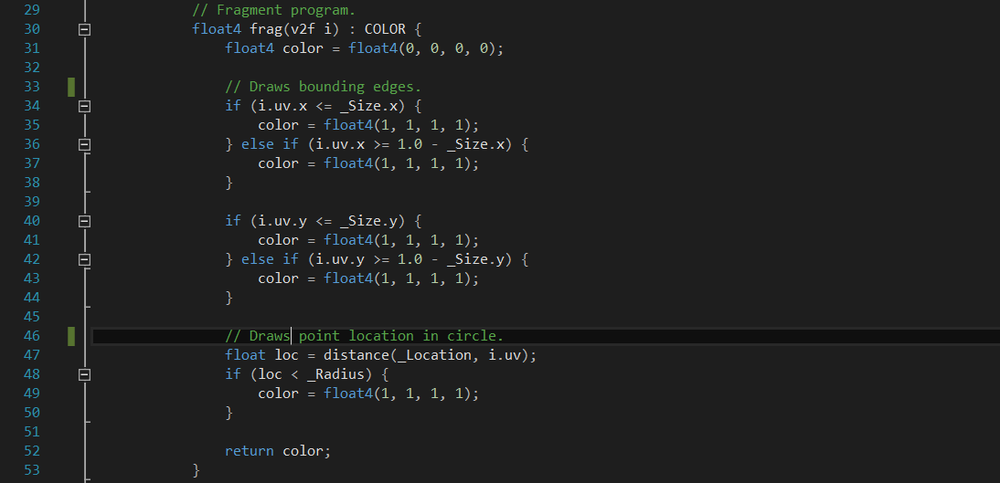 29 // Fragment program.
30 float4 frag(v2f i) : COLOR {
31 float4 color = float4(0, 0, 0, 0);
32
33 // Draws bounding edges.
34 if (i.uv.x <= _Size.x) {
35 color = float4(1, 1, 1, 1);
36 } else if (i.uv.x >= 1.0 - _Size.x) {
37 color = float4(1, 1, 1, 1);
38 }
39
40 if (i.uv.y <= _Size.y) {
41 color = float4(1, 1, 1, 1);
42 } else if (i.uv.y >= 1.0 - _Size.y) {
43 color = float4(1, 1, 1, 1);
44 }
45
46 // Draws point location in circle.
47 float loc = distance(_Location, i.uv);
48 if (loc < _Radius) {
49 color = float4(1, 1, 1, 1);
50 }
51
52 return color;
53 }